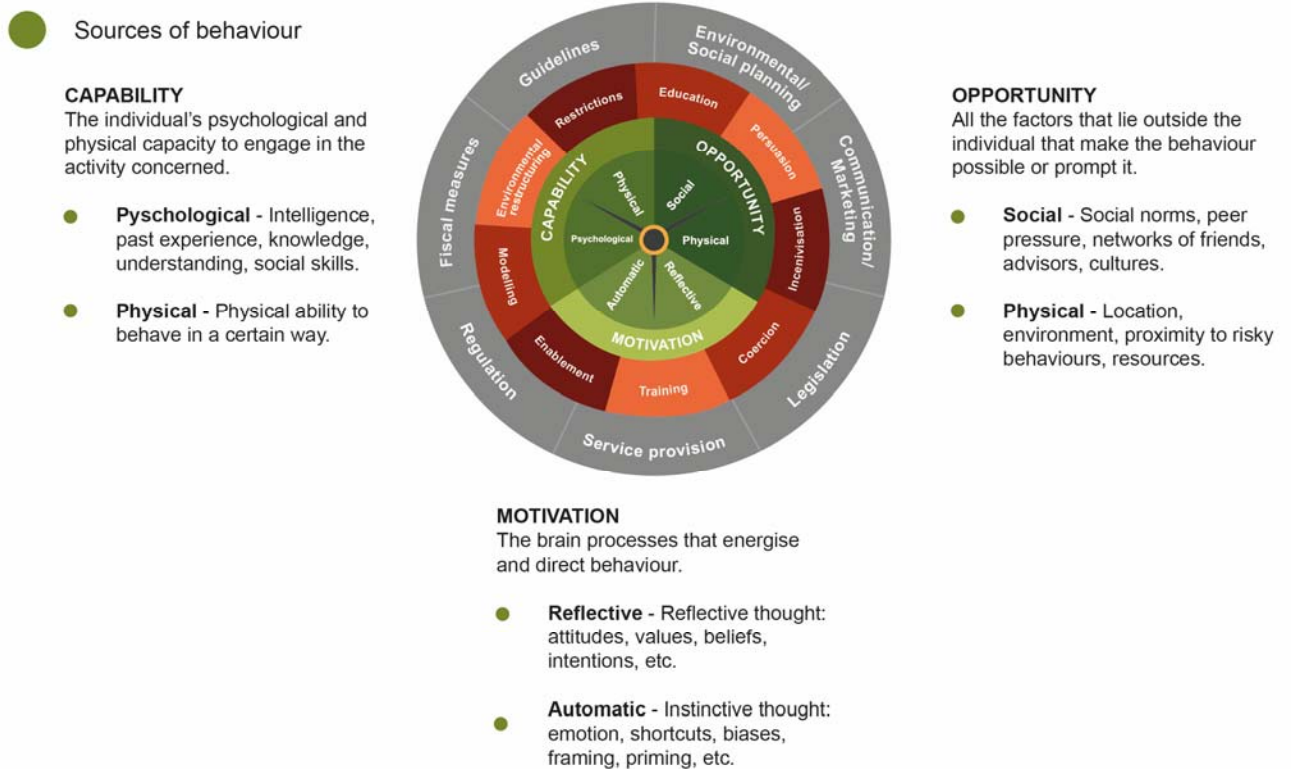 Sources of behaviour
CAPABILITY
The individual's psychological and
physical capacity to engage in the
activity concerned.
Pyschological - Intelligence,
past experience, knowledge,
understanding, social skills.
Physical - Physical ability to
behave in a certain way.
Guidelines
Environmental/
Social planning
Communication/
Marketing
Legislation
Service provision
Regulation
Fiscal measures
Restrictions
Education
Persuasion
Incenivisation
Coercion
Training
Enablement
Modelling
Environmental/
restructuring
CAPABILITY
OPPORTUNITY
MOTIVATION
Physical
Social
Psychological
Physical
Automatic
Reflective
OPPORTUNITY
All the factors that lie outside the
individual that make the behaviour
possible or prompt it.
Social - Social norms, peer
pressure, networks of friends,
advisors, cultures.
Physical - Location,
environment, proximity to risky
behaviours, resources.
MOTIVATION
The brain processes that energise
and direct behaviour.
Reflective - Reflective thought:
attitudes, values, beliefs,
intentions, etc.
Automatic - Instinctive thought:
emotion, shortcuts, biases,
framing, priming, etc.